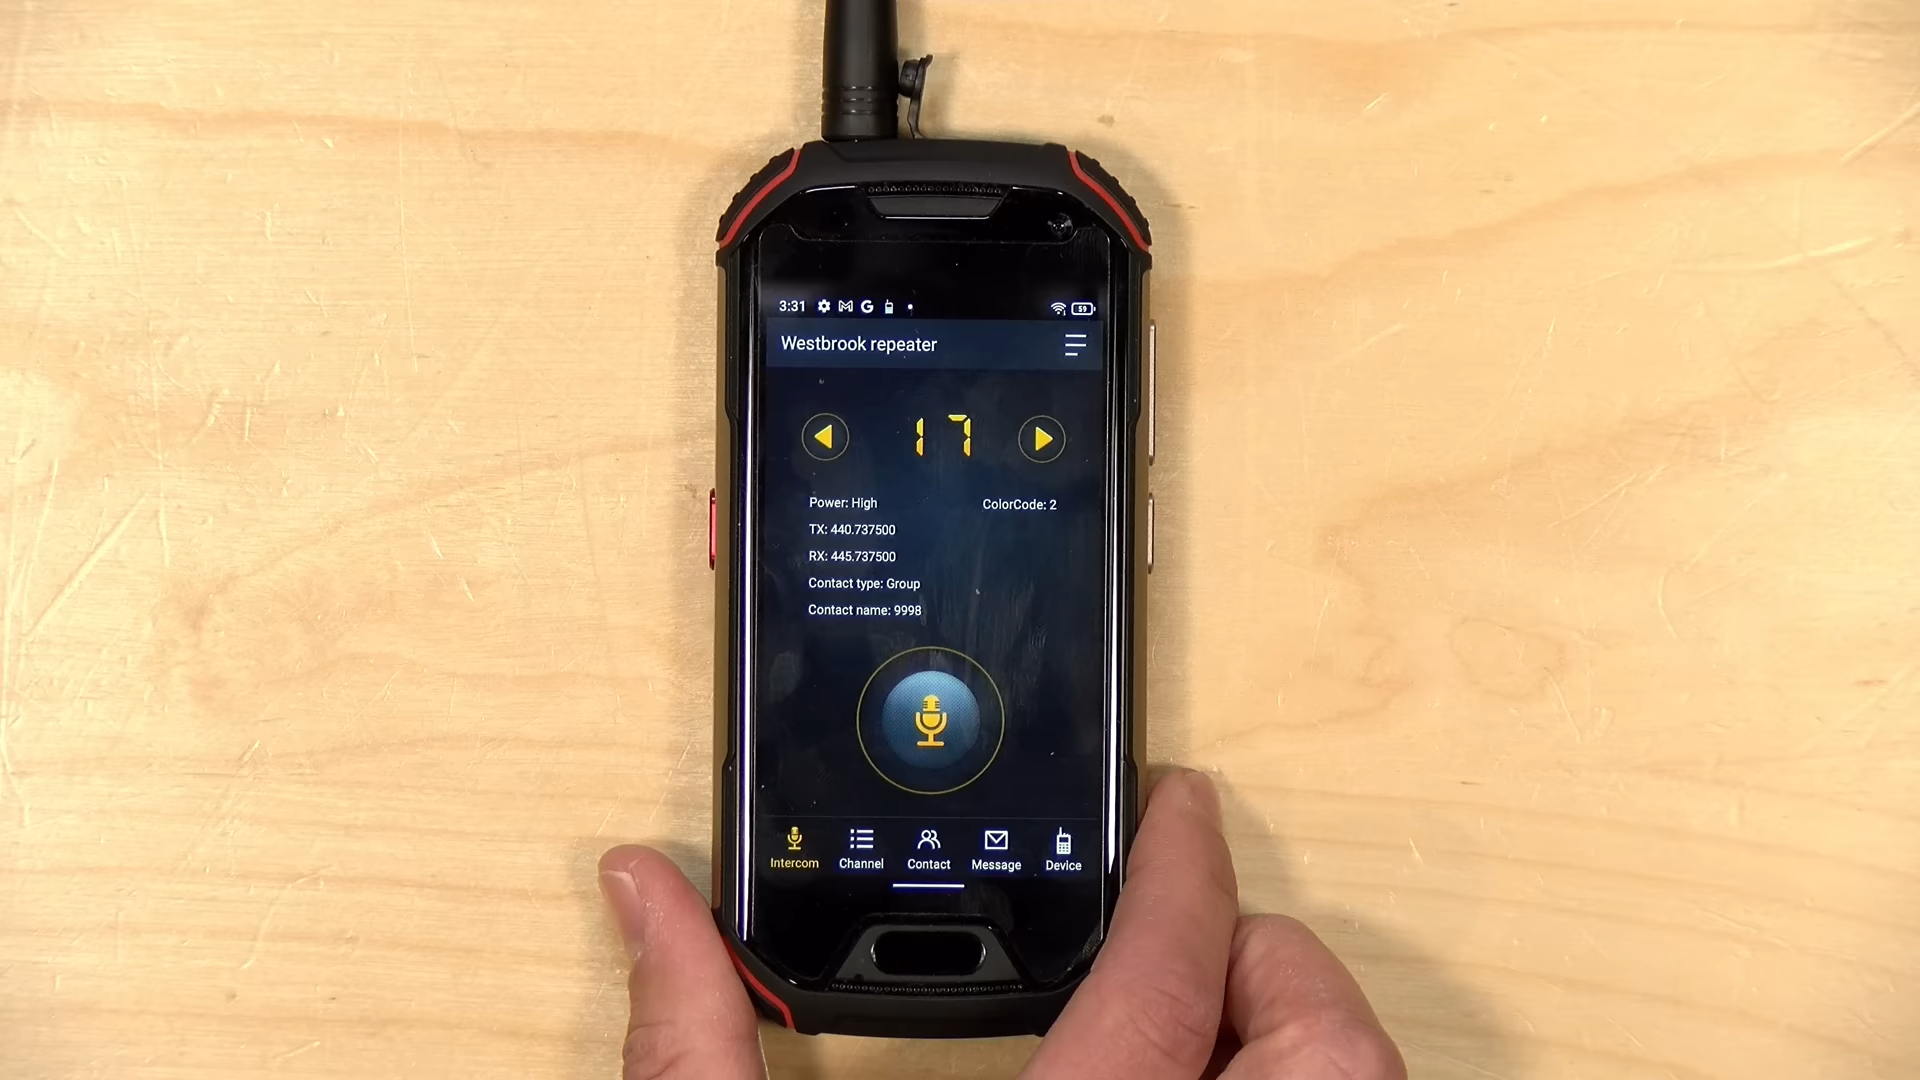 3:31 59
Westbrook repeater
17
Power: High ColorCode: 2
TX: 440.737500
RX: 445.737500
Contact type: Group
Contact name: 9998
Intercom Channel Contact Message Device